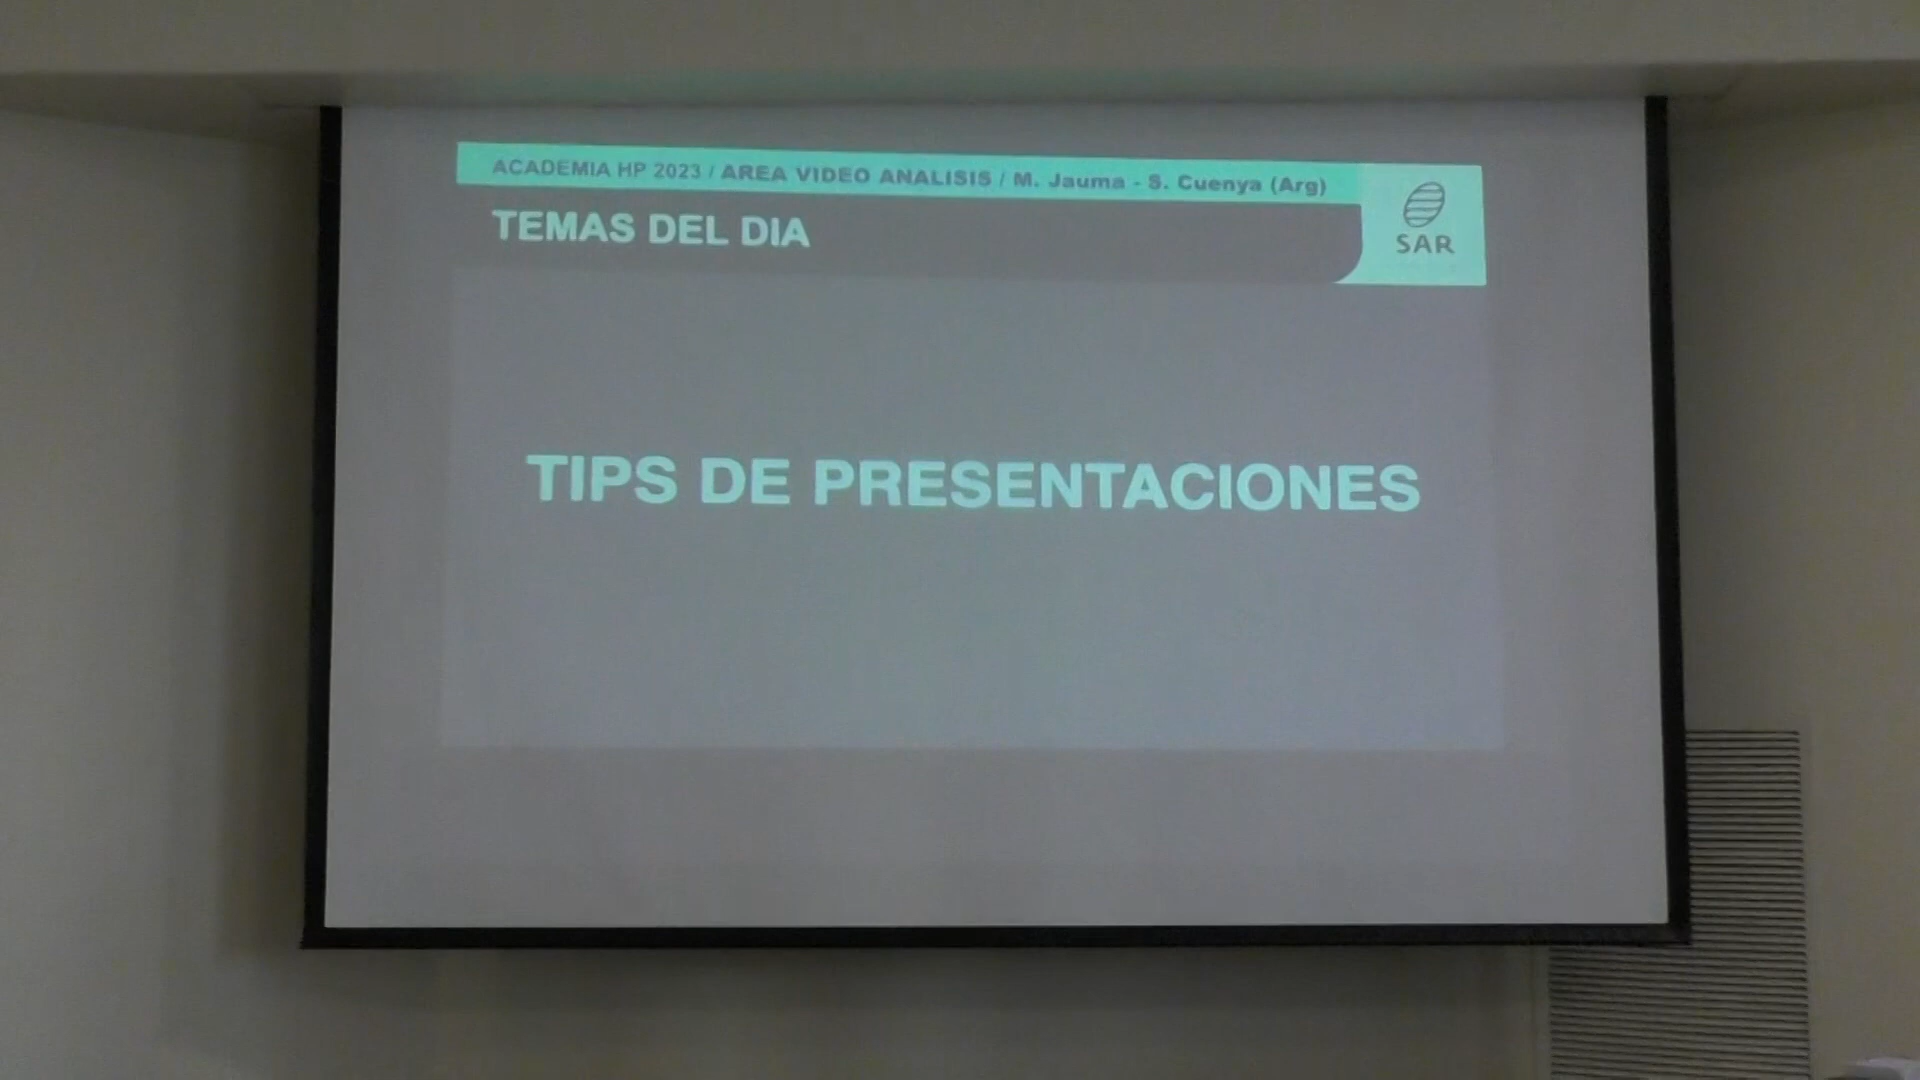 ACADEMIA HP 2023 / AREA VIDEO ANALISIS / M. Jauma - S. Cuenya (Arg)
TEMAS DEL DIA
SAR
TIPS DE PRESENTACIONES